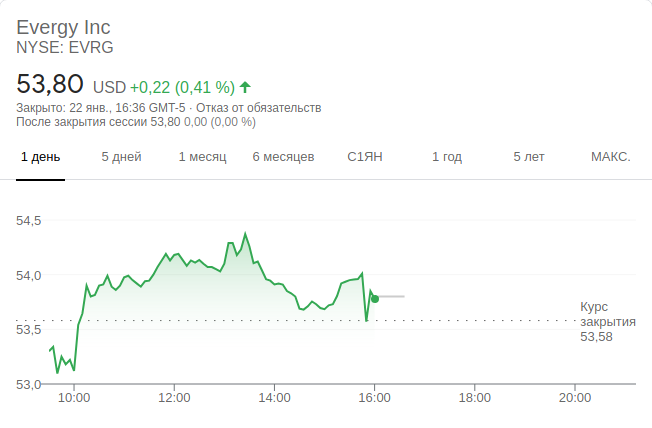 Evergy Inc
NYSE: EVRG
53,80 USD +0,22 (0,41 %)
Закрыто: 22 янв., 16:36 GMT-5 · Отказ от обязательств
После закрытия сессии 53,80 0,00 (0,00 %)
1 день 5 дней 1 месяц 6 месяцев С1ЯН 1 год 5 лет МАКС.
54,5
54,0
53,5
53,0
Курс
закрытия
53,58
10:00 12:00 14:00 16:00 18:00 20:00